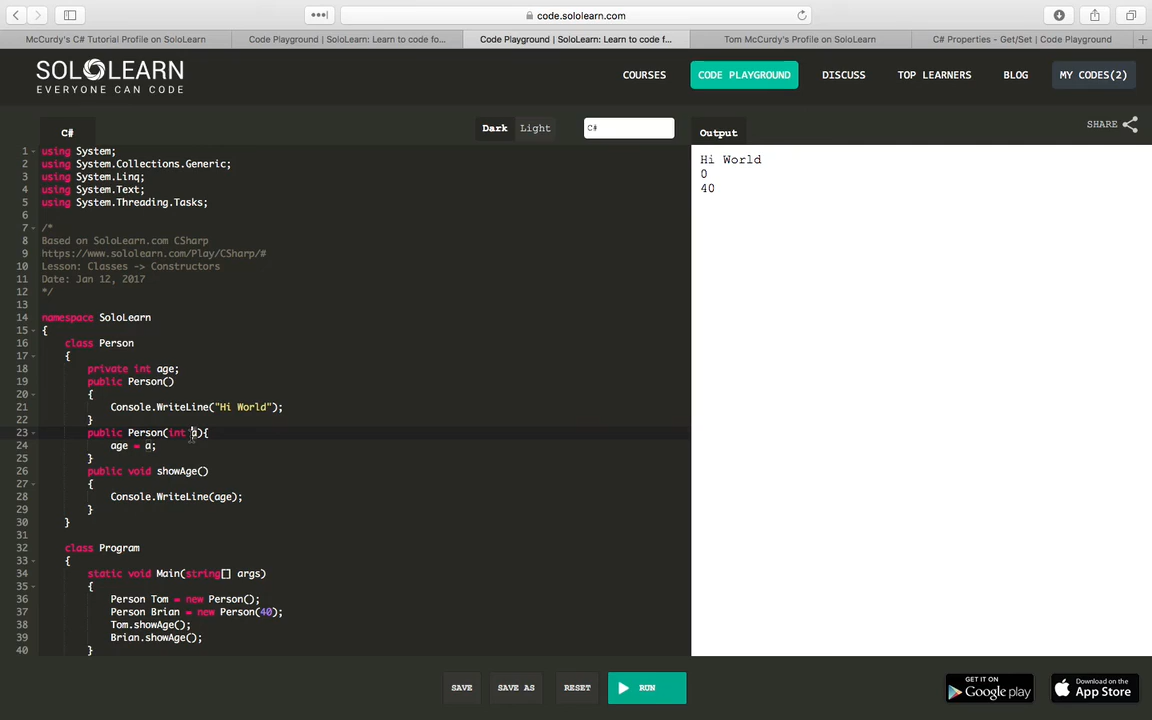 code.sololearn.com
McCurdy's C# Tutorial Profile on SoloLearn
Code Playground | SoloLearn: Learn to code fo...
Code Playground | SoloLearn: Learn to code f...
Tom McCurdy's Profile on SoloLearn
C# Properties - Get/Set | Code Playground
SOLOLEARN
EVERYONE CAN CODE
COURSES
CODE PLAYGROUND
DISCUSS
TOP LEARNERS
BLOG
MY CODES(2)
C#
Dark
Light
C#
Output
SHARE
1 using System;
2 using System.Collections.Generic;
3 using System.Linq;
4 using System.Text;
5 using System.Threading.Tasks;
6
7 /*
8 Based on SoloLearn.com CSharp
9 https://www.sololearn.com/Play/CSharp/#
10 Lesson: Classes -> Constructors
11 Date: Jan 12, 2017
12 */
13
14 namespace SoloLearn
15 {
16 class Person
17 {
18 private int age;
19 public Person()
20 {
21 Console.WriteLine("Hi World");
22 }
23 public Person(int a){
24 age = a;
25 }
26 public void showAge()
27 {
28 Console.WriteLine(age);
29 }
30 }
31
32 class Program
33 {
34 static void Main(string[] args)
35 {
36 Person Tom = new Person();
37 Person Brian = new Person(40);
38 Tom.showAge();
39 Brian.showAge();
40 }
Hi World
0
40
SAVE
SAVE AS
RESET
RUN
GET IT ON
Google play
Download on the
App Store